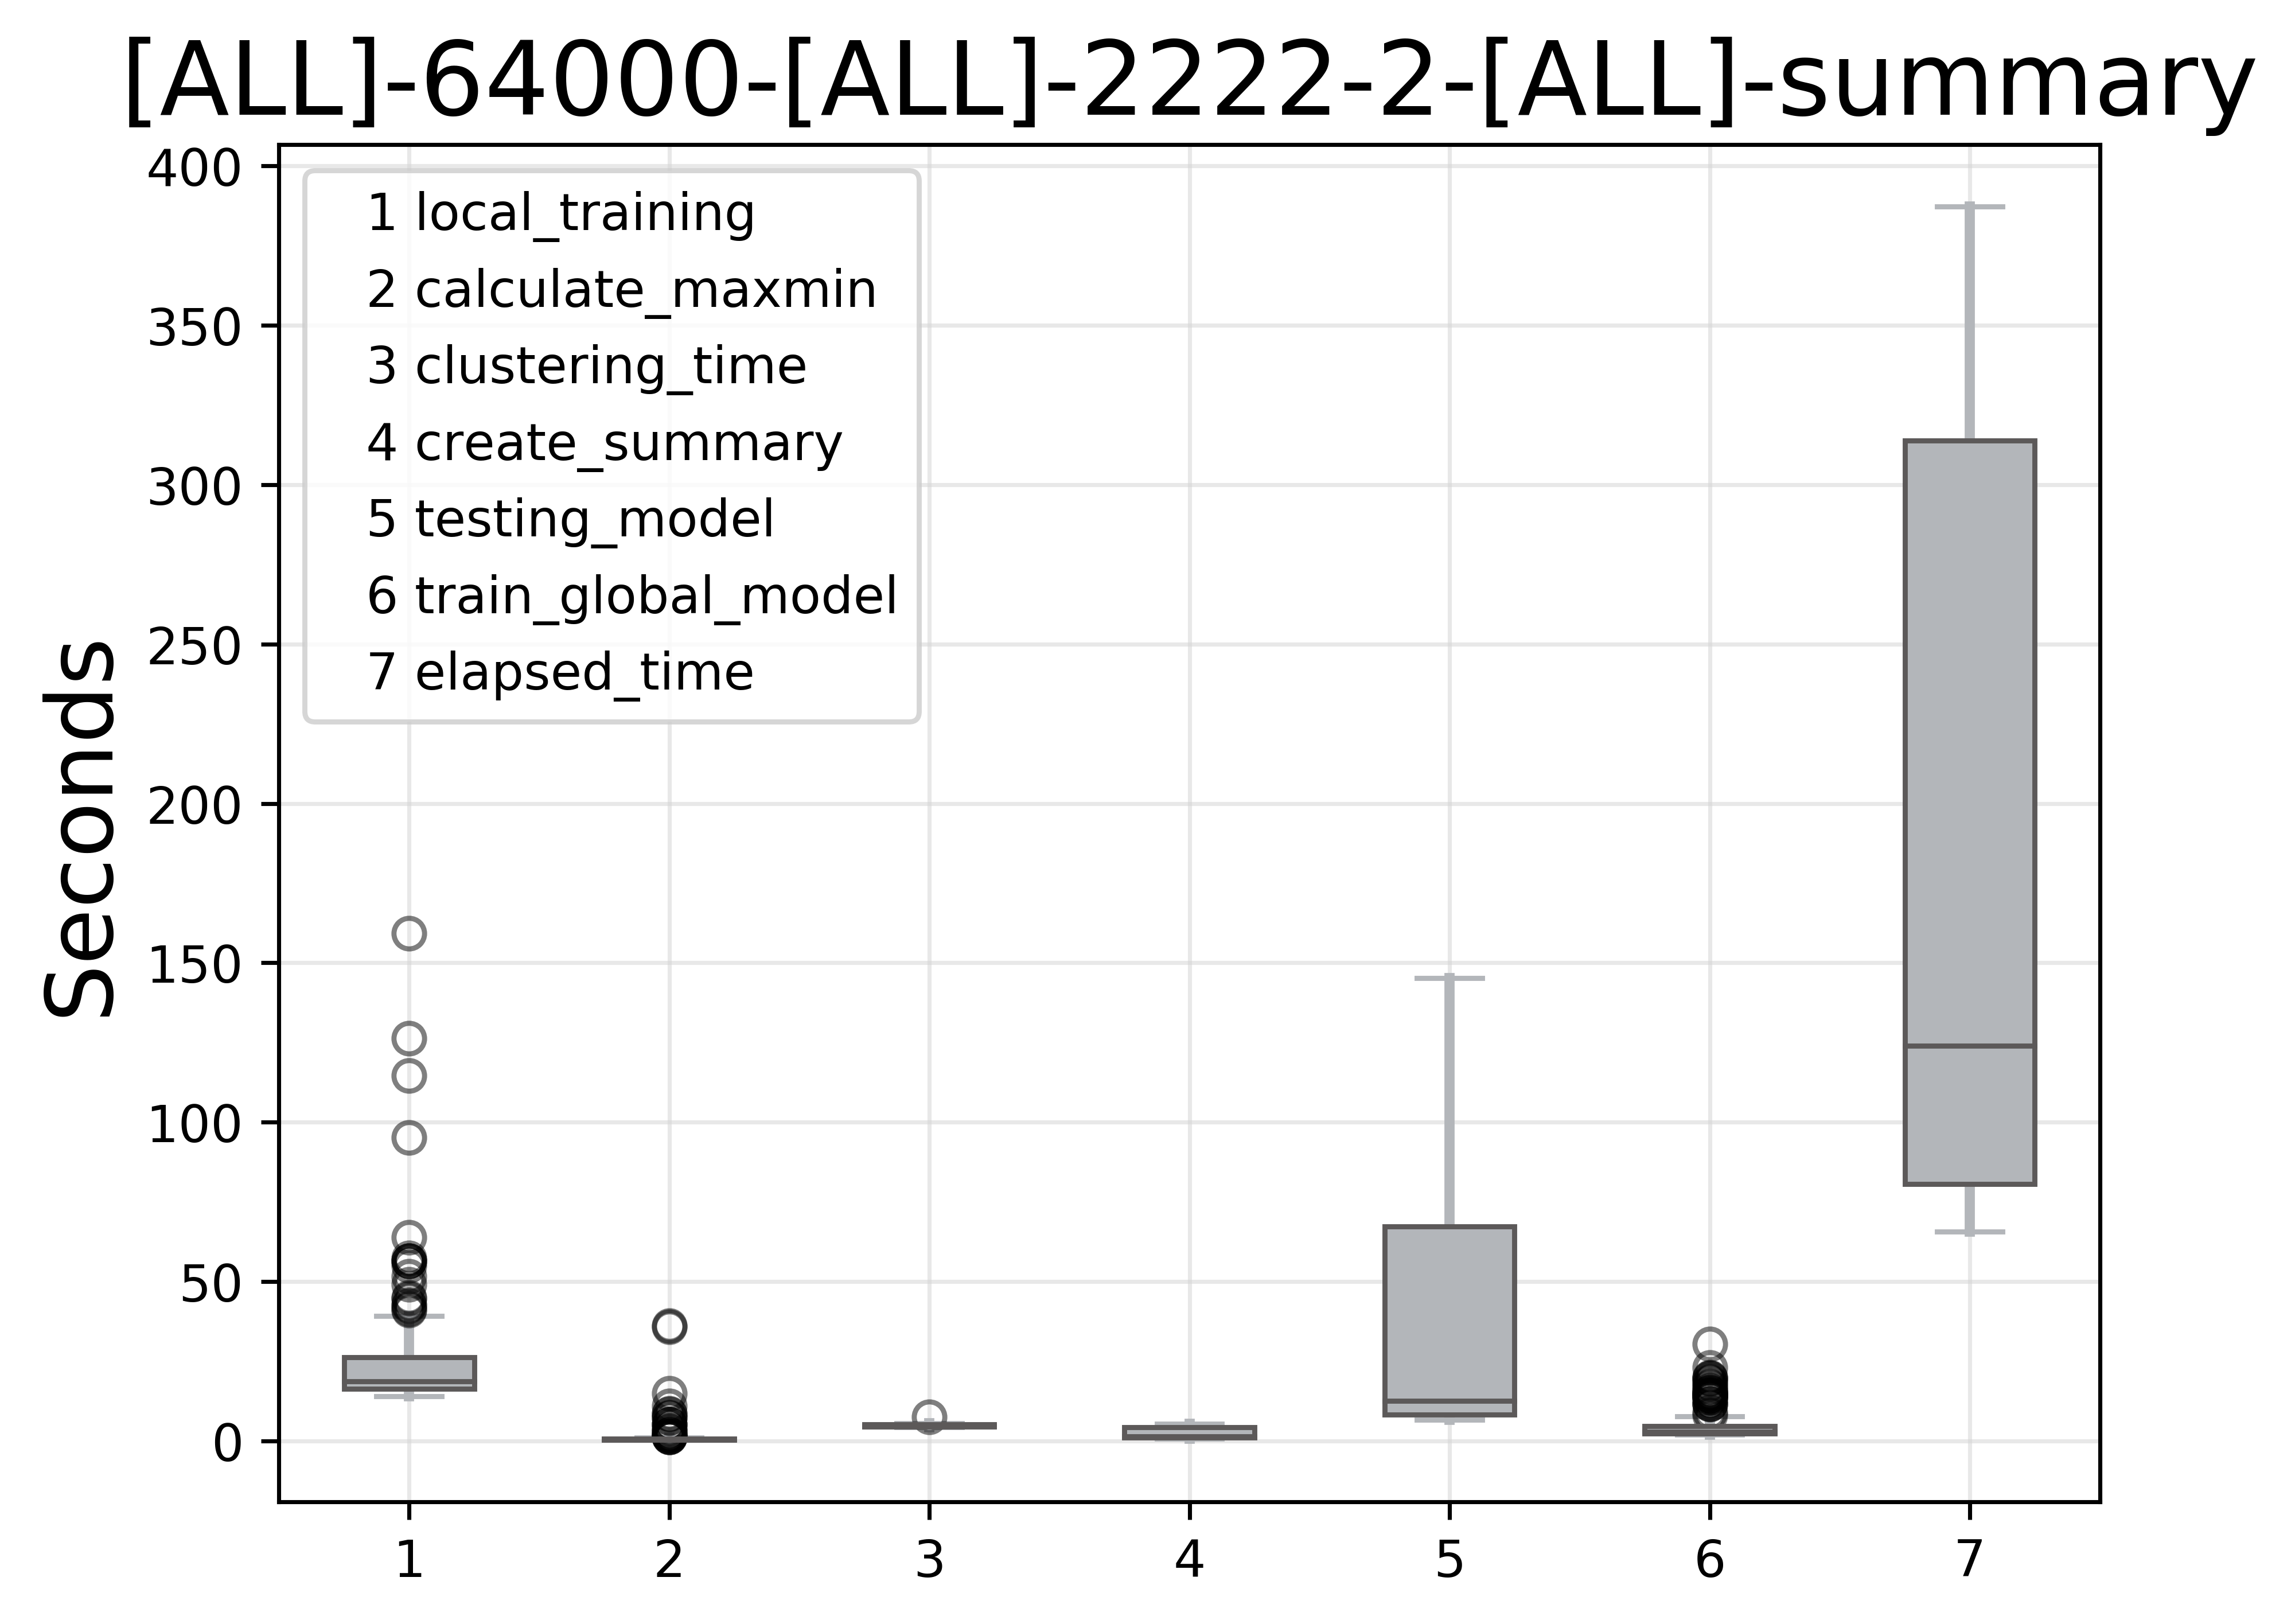 [ALL]-64000-[ALL]-2222-2-[ALL]-summary
Seconds
400
350
300
250
200
150
100
50
0
1 local_training
2 calculate_maxmin
3 clustering_time
4 create_summary
5 testing_model
6 train_global_model
7 elapsed_time
1 2 3 4 5 6 7